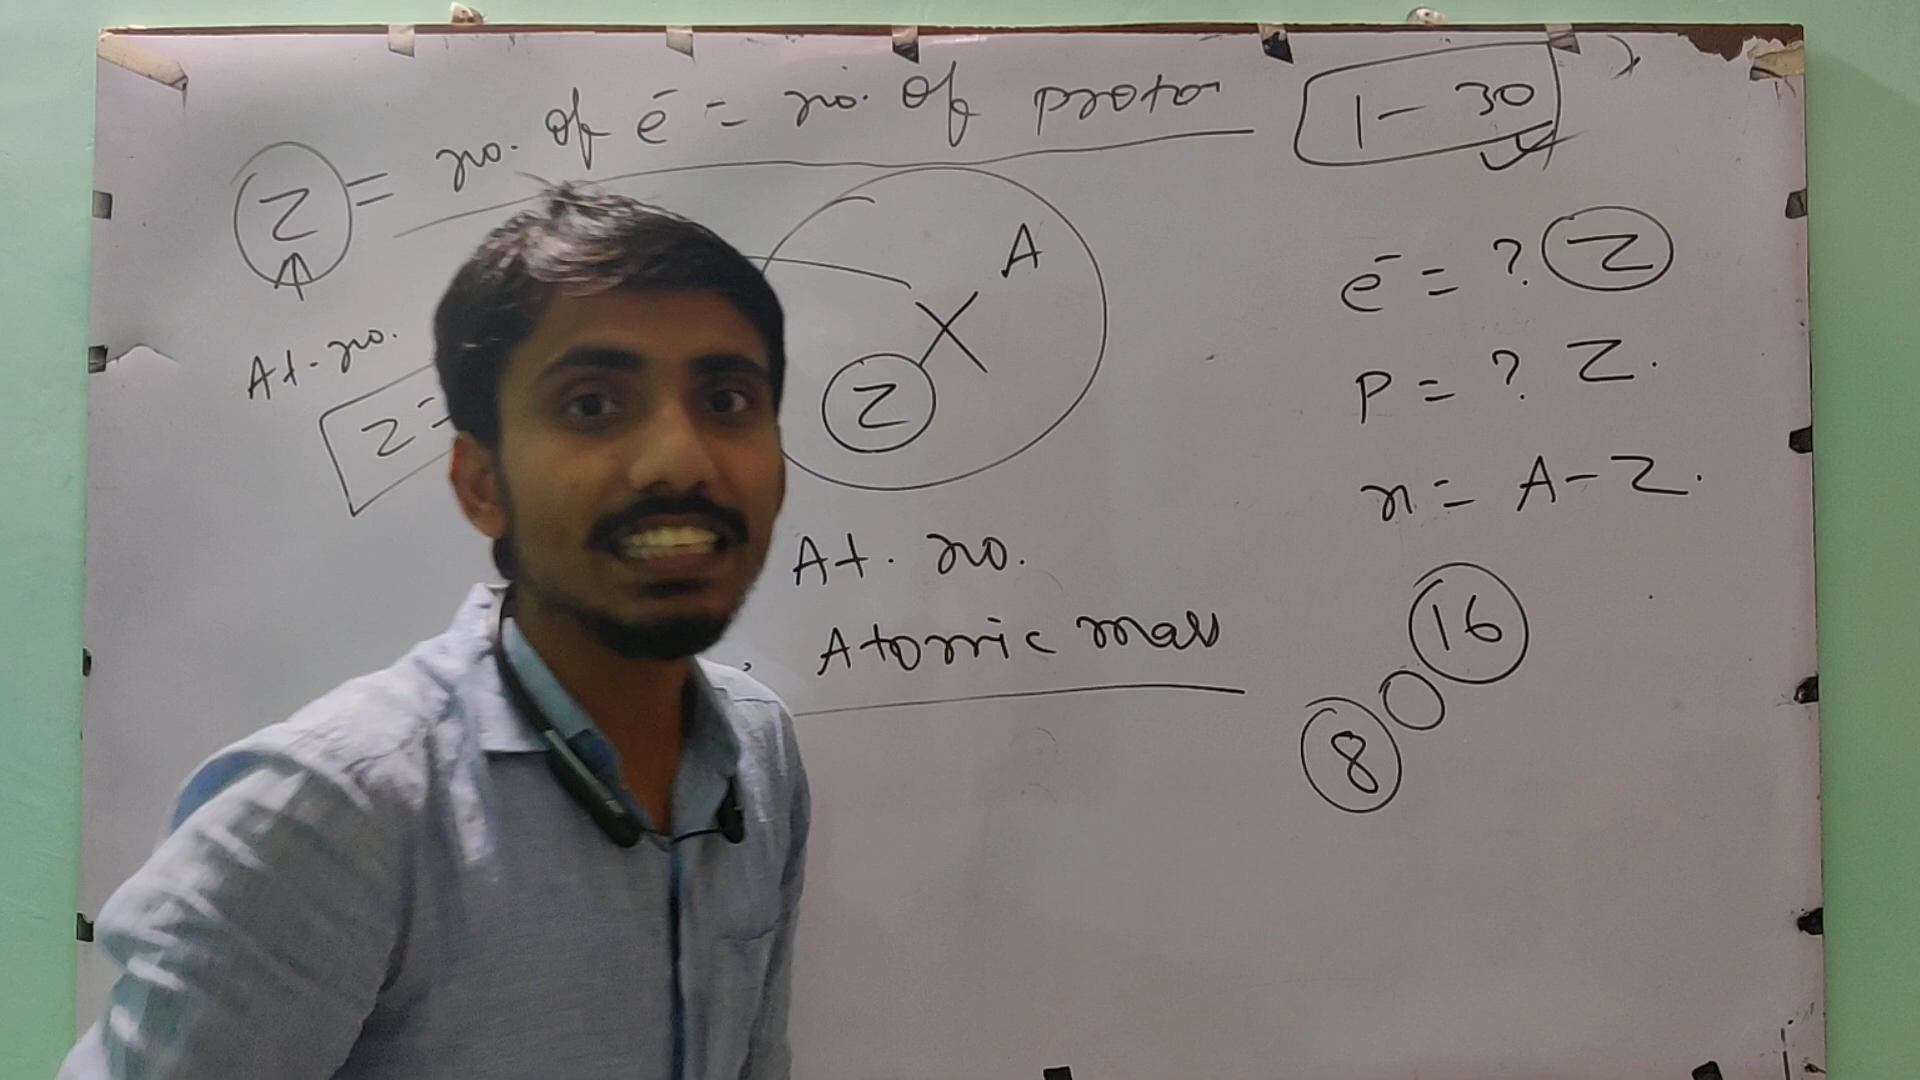 Z = no. of e⁻ = no. of proton
1 - 30
At. no.
Z =
A
X
Z
e⁻ = ? Z
P = ? Z.
n = A - Z.
At. no.
Atomic mass
16
O
8